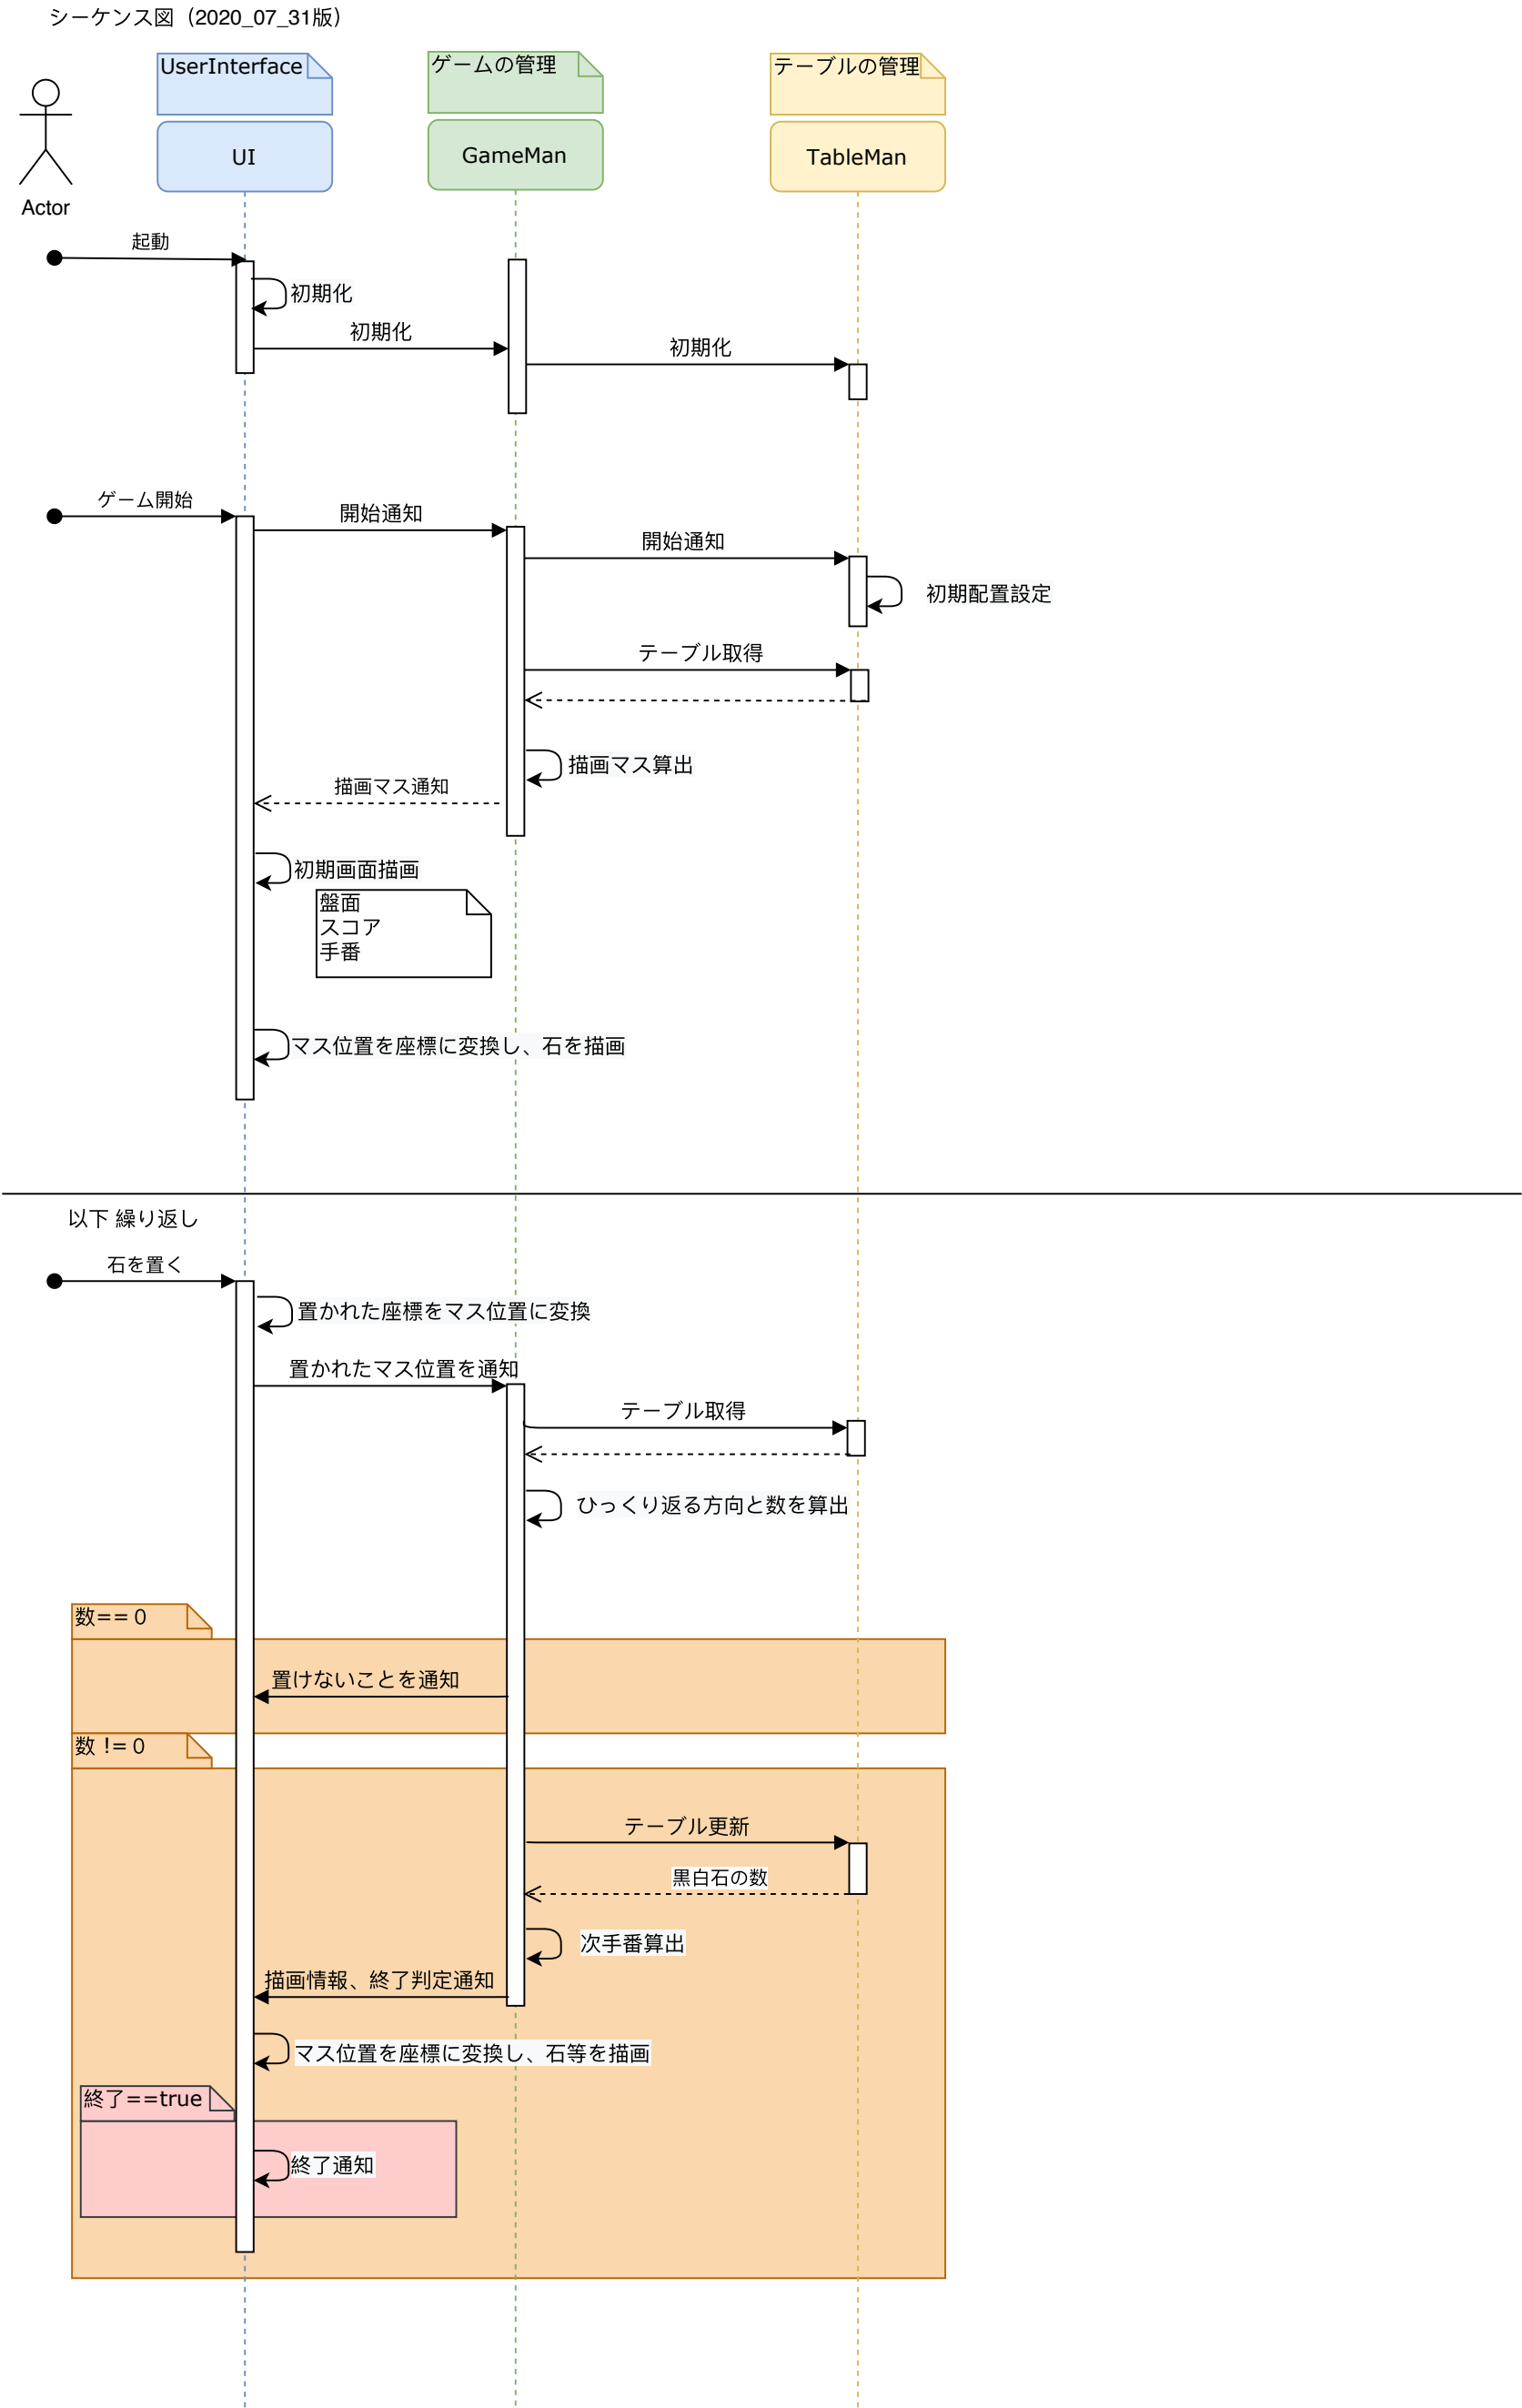 シーケンス図（2020_07_31版）
UserInterface
ゲームの管理
テーブルの管理
UI
GameMan
TableMan
Actor
起動
初期化
初期化
初期化
ゲーム開始
開始通知
開始通知
初期配置設定
テーブル取得
描画マス算出
描画マス通知
初期画面描画
盤面
スコア
手番
マス位置を座標に変換し、石を描画
以下 繰り返し
石を置く
置かれた座標をマス位置に変換
置かれたマス位置を通知
テーブル取得
ひっくり返る方向と数を算出
数==０
置けないことを通知
数 !=０
テーブル更新
黒白石の数
次手番算出
描画情報、終了判定通知
マス位置を座標に変換し、石等を描画
終了==true
終了通知